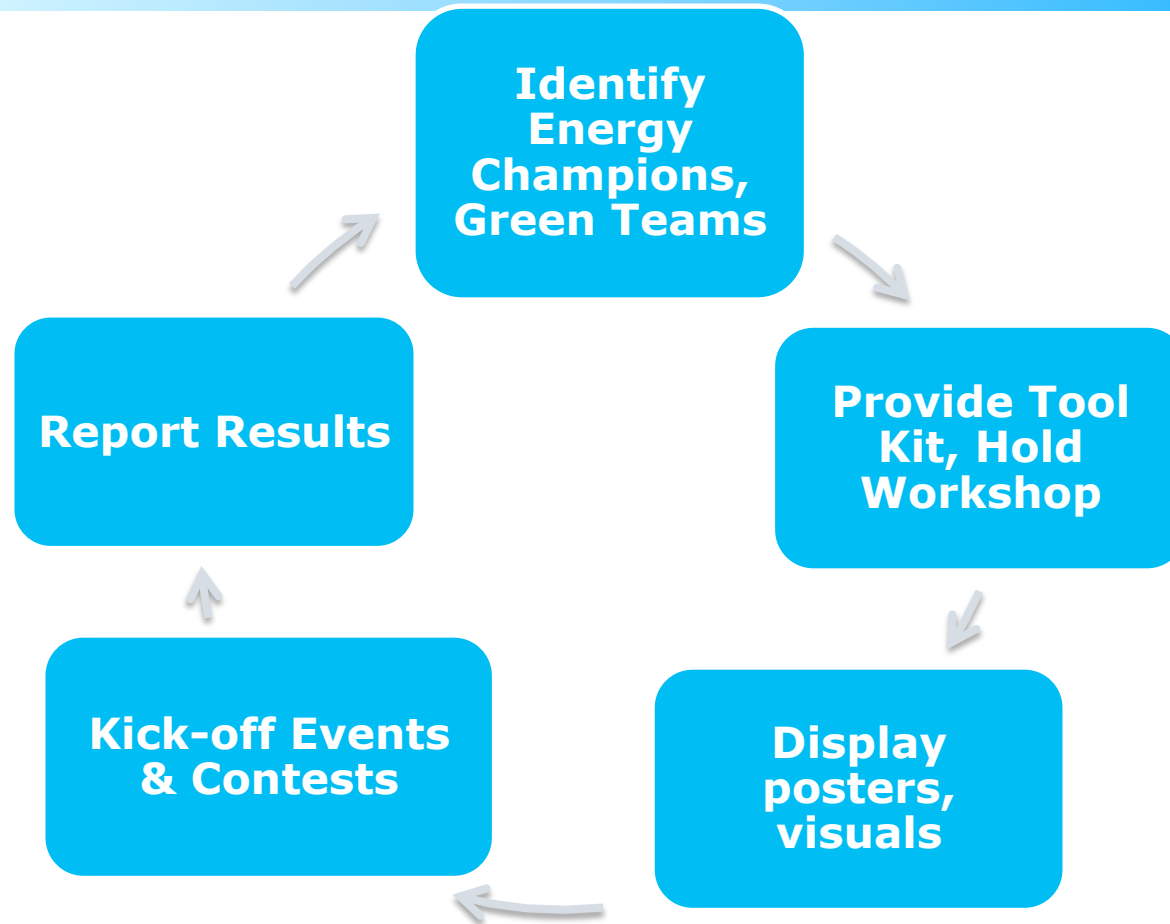 Identify
Energy
Champions,
Green Teams
Provide Tool
Kit, Hold
Workshop
Display
posters,
visuals
Kick-off Events
& Contests
Report Results